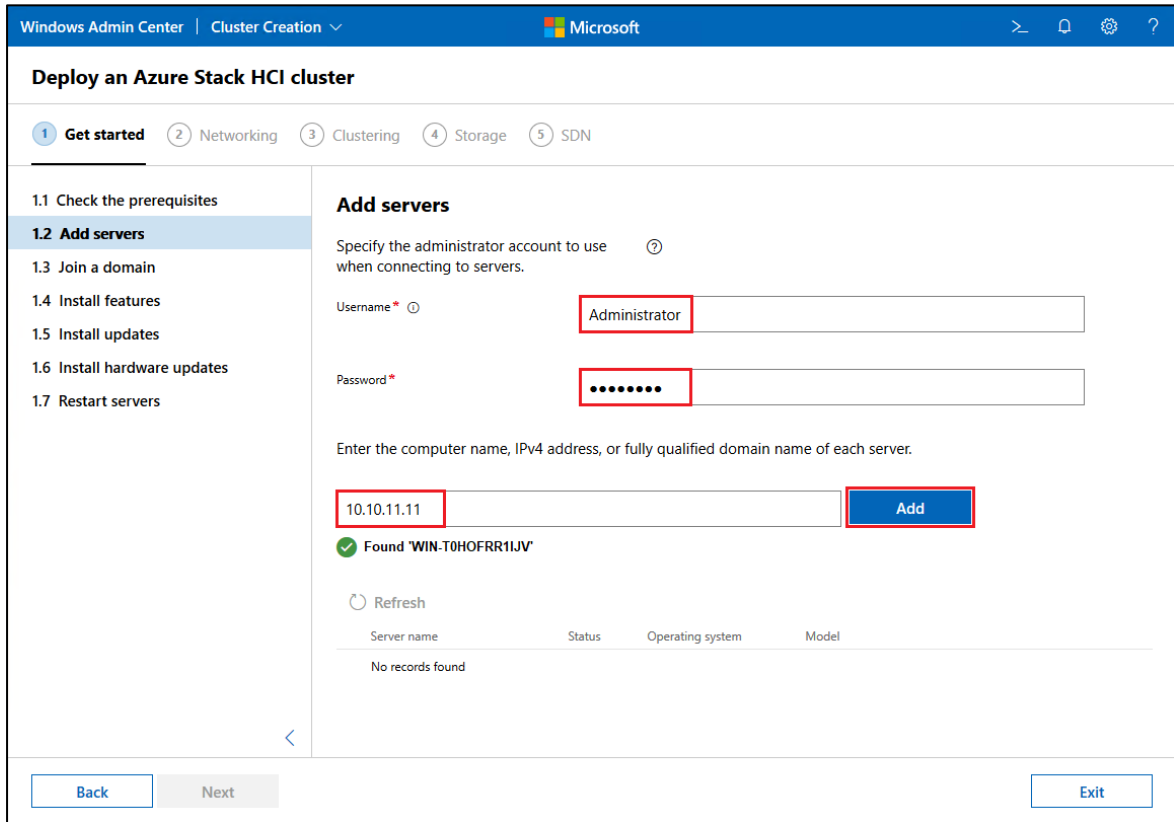 Windows Admin Center | Cluster Creation
Microsoft
Deploy an Azure Stack HCI cluster
1 Get started 2 Networking 3 Clustering 4 Storage 5 SDN
1.1 Check the prerequisites
1.2 Add servers
1.3 Join a domain
1.4 Install features
1.5 Install updates
1.6 Install hardware updates
1.7 Restart servers
Add servers
Specify the administrator account to use
when connecting to servers.
Username *
Administrator
Password *
••••••••
Enter the computer name, IPv4 address, or fully qualified domain name of each server.
10.10.11.11
Add
Found 'WIN-T0HOFRR1IJV'
Refresh
Server name Status Operating system Model
No records found
Back Next Exit